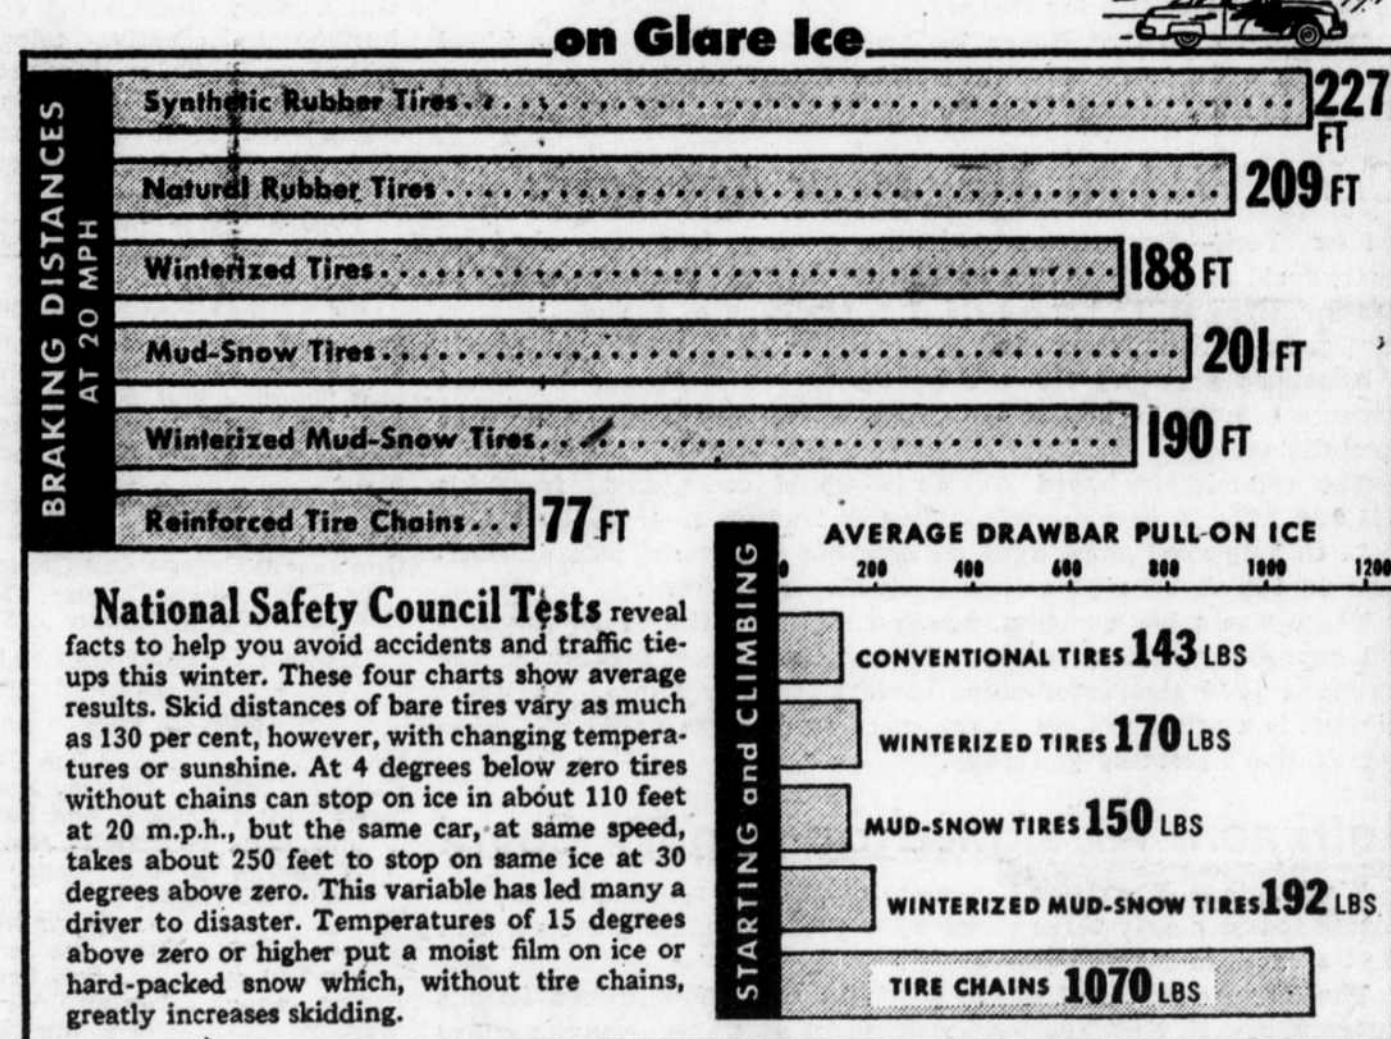 on Glare Ice
BRAKING DISTANCES
AT 20 MPH
Synthetic Rubber Tires 227 FT
Natural Rubber Tires 209 FT
Winterized Tires 188 FT
Mud-Snow Tires 201 FT
Winterized Mud-Snow Tires 190 FT
Reinforced Tire Chains 77 FT
National Safety Council Tests reveal
facts to help you avoid accidents and traffic tie-
ups this winter. These four charts show average
results. Skid distances of bare tires vary as much
as 130 per cent, however, with changing tempera-
tures or sunshine. At 4 degrees below zero tires
without chains can stop on ice in about 110 feet
at 20 m.p.h., but the same car, at same speed,
takes about 250 feet to stop on same ice at 30
degrees above zero. This variable has led many a
driver to disaster. Temperatures of 15 degrees
above zero or higher put a moist film on ice or
hard-packed snow which, without tire chains,
greatly increases skidding.
STARTING and CLIMBING
AVERAGE DRAWBAR PULL-ON ICE
0 200 400 600 800 1000 1200
CONVENTIONAL TIRES 143 LBS
WINTERIZED TIRES 170 LBS
MUD-SNOW TIRES 150 LBS
WINTERIZED MUD-SNOW TIRES 192 LBS
TIRE CHAINS 1070 LBS